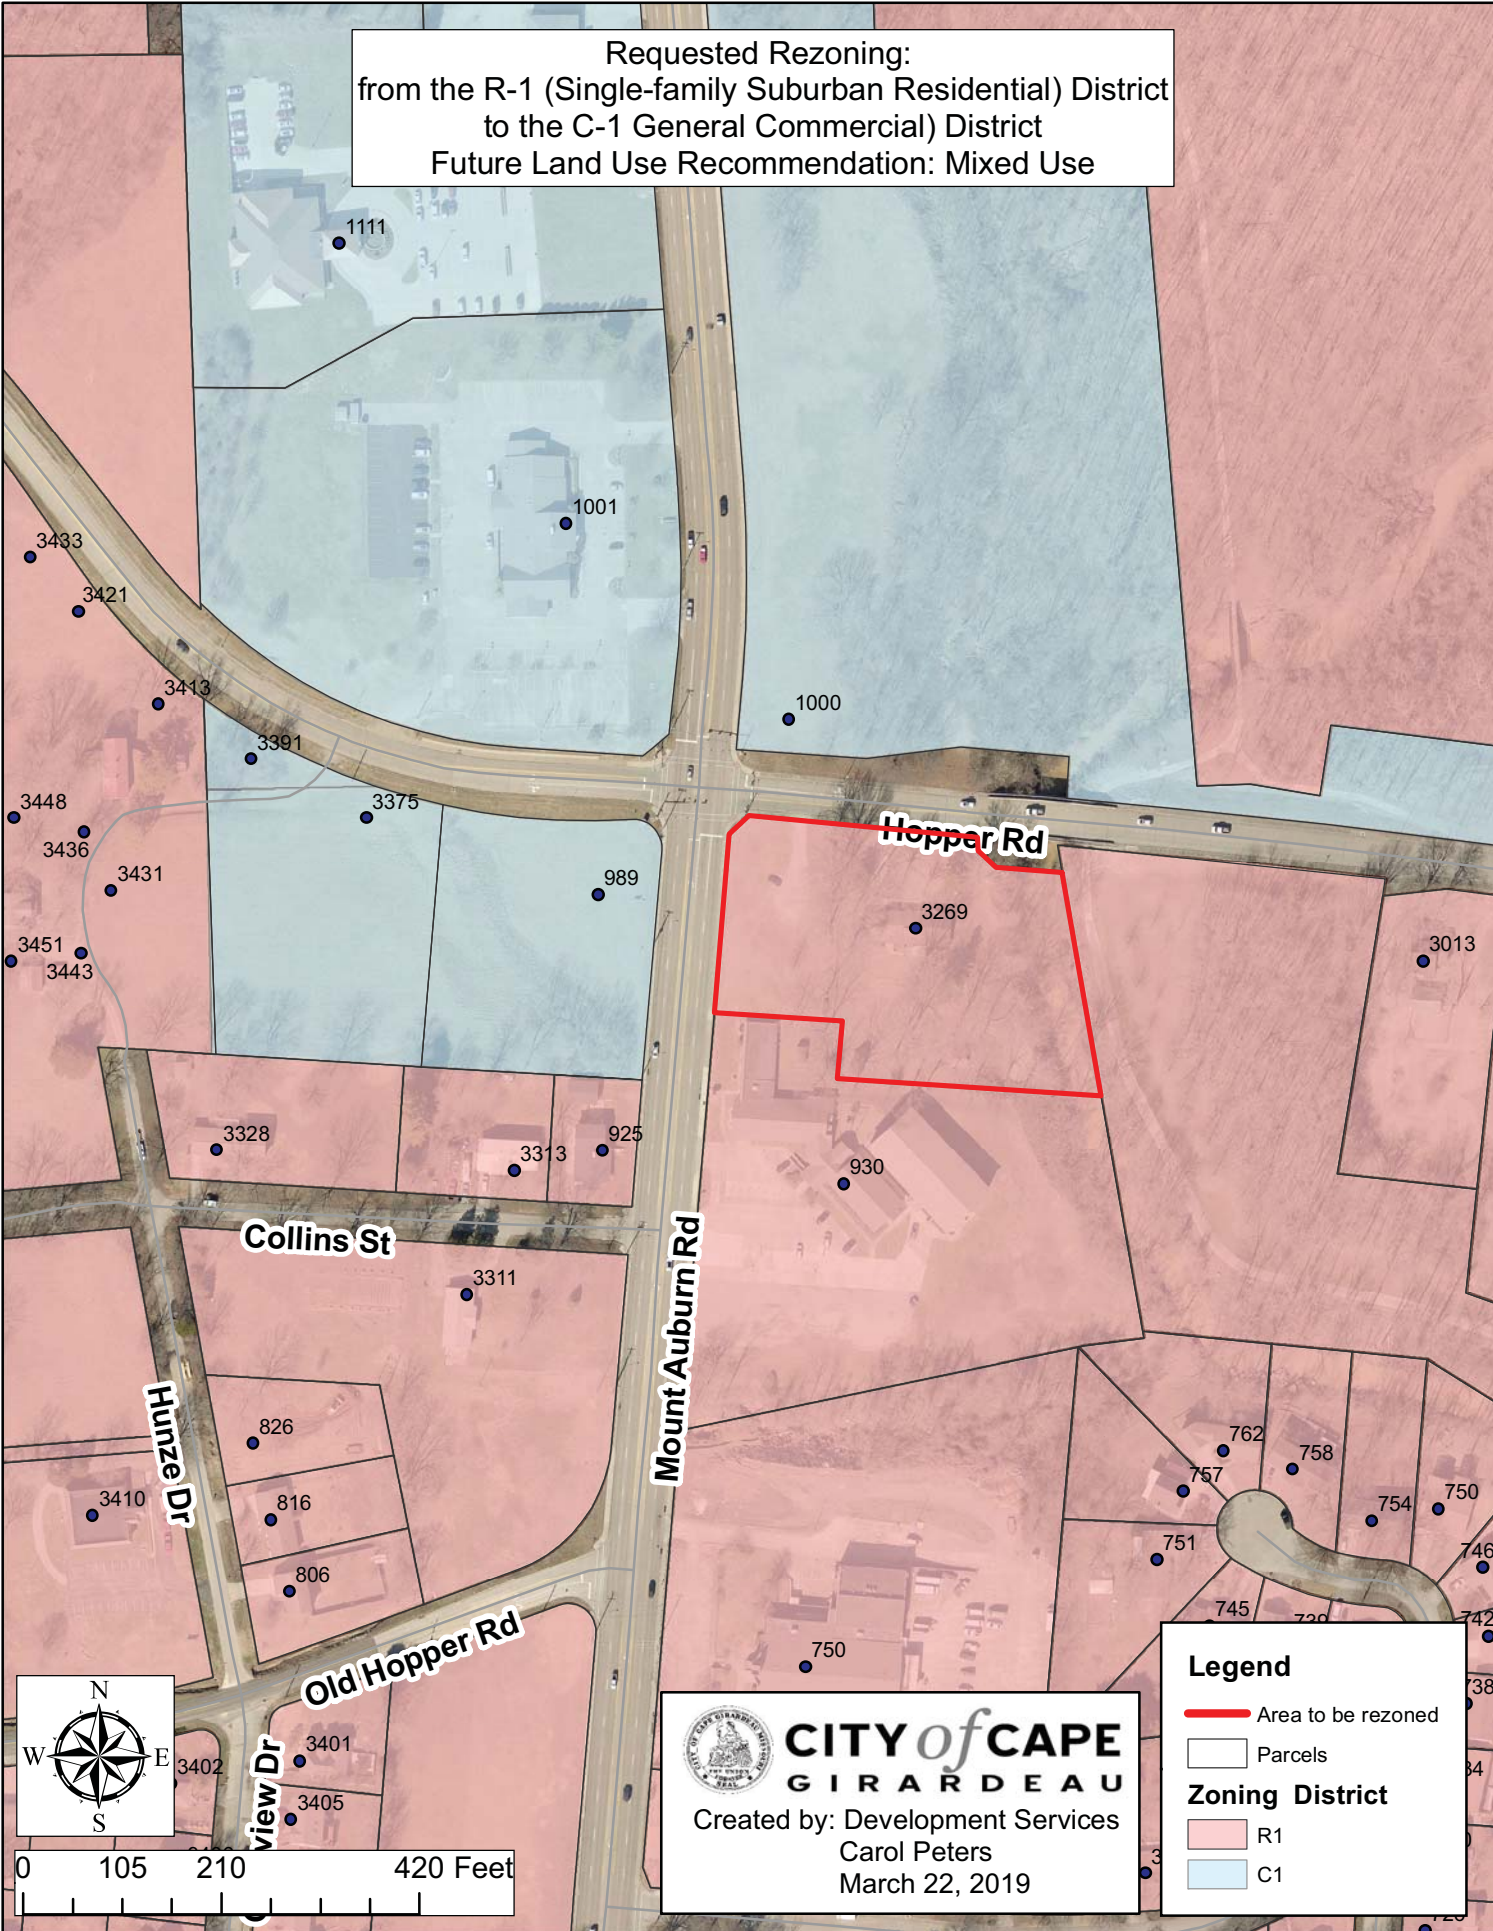 Requested Rezoning:
from the R-1 (Single-family Suburban Residential) District
to the C-1 General Commercial) District
Future Land Use Recommendation: Mixed Use
1111
1001
3433
3421
3413
1000
3391
3448
3375
3436
Hopper Rd
3431
989
3269
3451
3443
3013
3328
3313
925
930
Collins St
3311
Mount Auburn Rd
Hunze Dr
826
762
757
758
3410
816
754
750
751
746
806
745
739
742
Old Hopper Rd
750
738
3401
3402
3405
view Dr
N
W
E
S
0 105 210 420 Feet
CITY of CAPE
GIRARDEAU
Created by: Development Services
Carol Peters
March 22, 2019
Legend
Area to be rezoned
Parcels
Zoning District
R1
C1